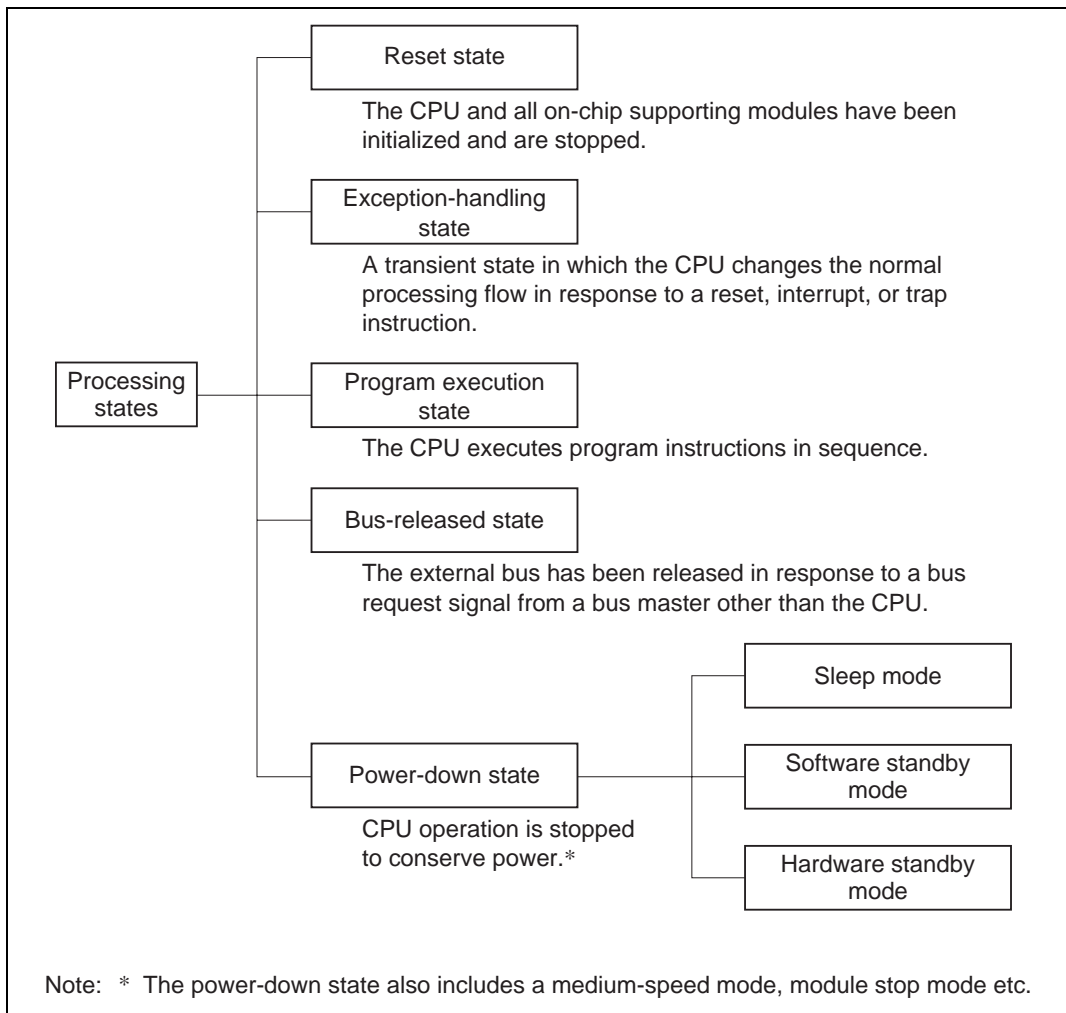 Reset state
The CPU and all on-chip supporting modules have been
initialized and are stopped.
Exception-handling
state
A transient state in which the CPU changes the normal
processing flow in response to a reset, interrupt, or trap
instruction.
Processing
states
Program execution
state
The CPU executes program instructions in sequence.
Bus-released state
The external bus has been released in response to a bus
request signal from a bus master other than the CPU.
Sleep mode
Power-down state
Software standby
mode
CPU operation is stopped
to conserve power.*
Hardware standby
mode
Note: * The power-down state also includes a medium-speed mode, module stop mode etc.